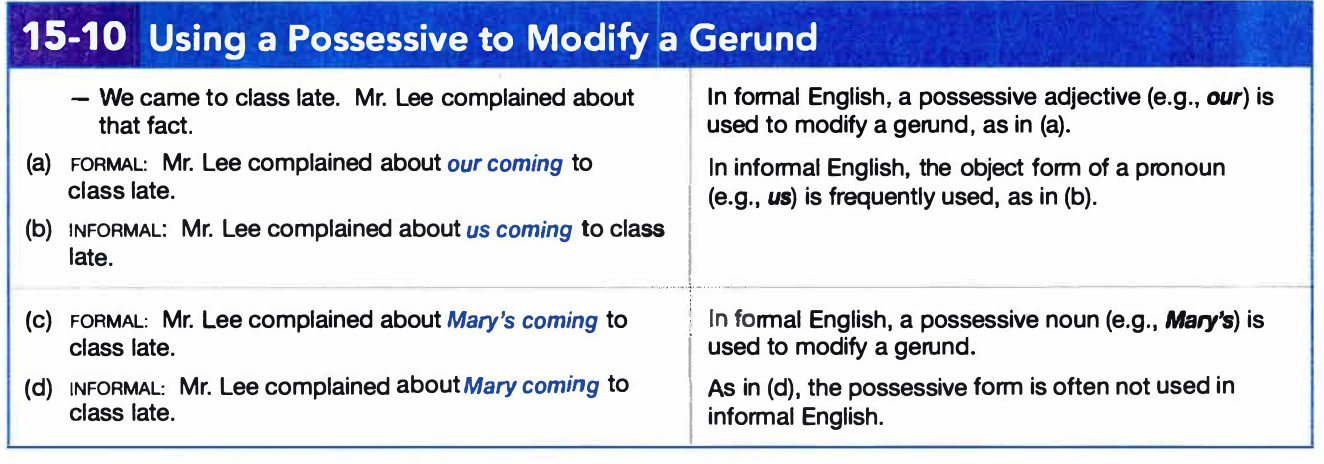 15-10 Using a Possessive to Modify a Gerund
— We came to class late. Mr. Lee complained about
that fact.
(a) FORMAL: Mr. Lee complained about our coming to
class late.
(b) INFORMAL: Mr. Lee complained about us coming to class
late.
In formal English, a possessive adjective (e.g., our) is
used to modify a gerund, as in (a).
In informal English, the object form of a pronoun
(e.g., us) is frequently used, as in (b).
(c) FORMAL: Mr. Lee complained about Mary's coming to
class late.
(d) INFORMAL: Mr. Lee complained about Mary coming to
class late.
In formal English, a possessive noun (e.g., Mary's) is
used to modify a gerund.
As in (d), the possessive form is often not used in
informal English.